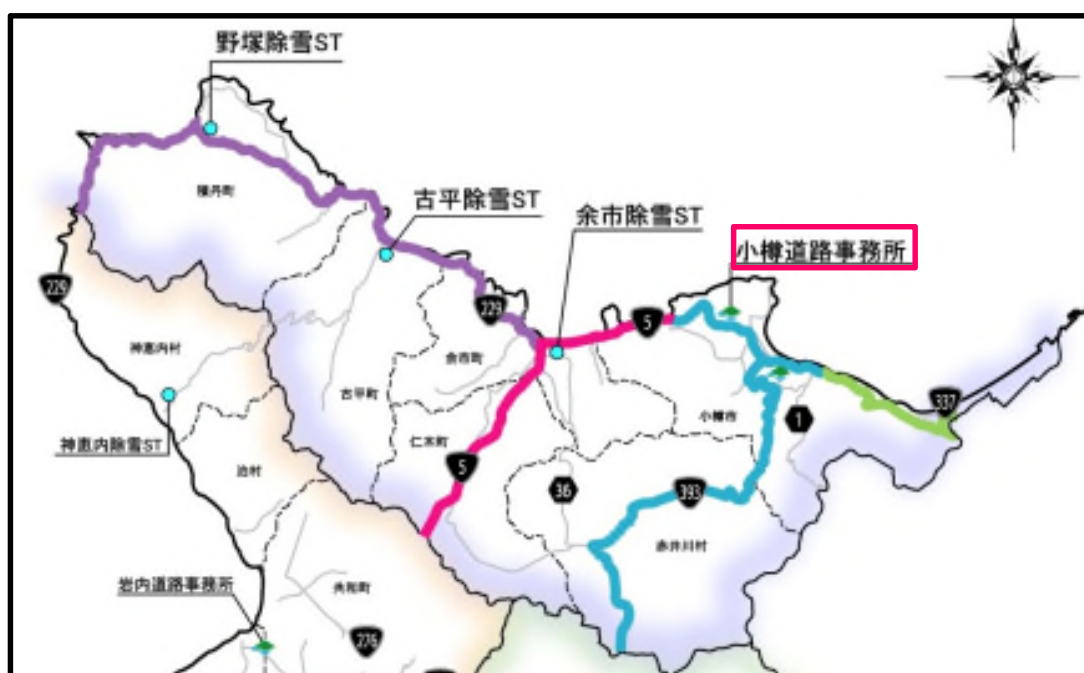 野塚除雪ST
積丹町
古平除雪ST
余市除雪ST
小樽道路事務所
229
229
5
神恵内村
余市町
古平町
小樽市
1
337
神恵内除雪ST
仁木町
泊村
5
36
393
赤井川村
岩内道路事務所
共和町
276